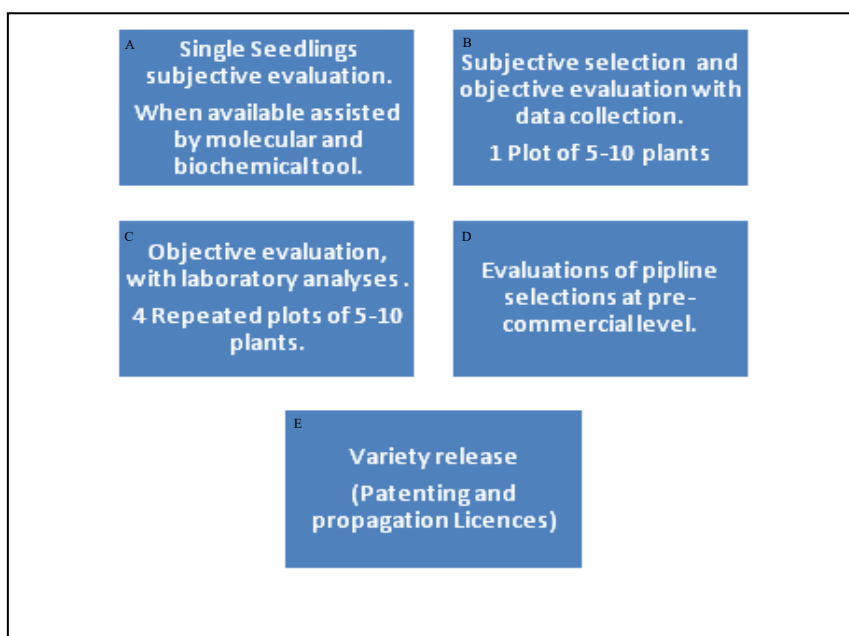 A
Single Seedlings
subjective evaluation.
When available assisted
by molecular and
biochemical tool.
B
Subjective selection and
objective evaluation with
data collection.
1 Plot of 5-10 plants
C
Objective evaluation,
with laboratory analyses .
4 Repeated plots of 5-10
plants.
D
Evaluations of pipline
selections at pre-
commercial level.
E
Variety release
(Patenting and
propagation Licences)